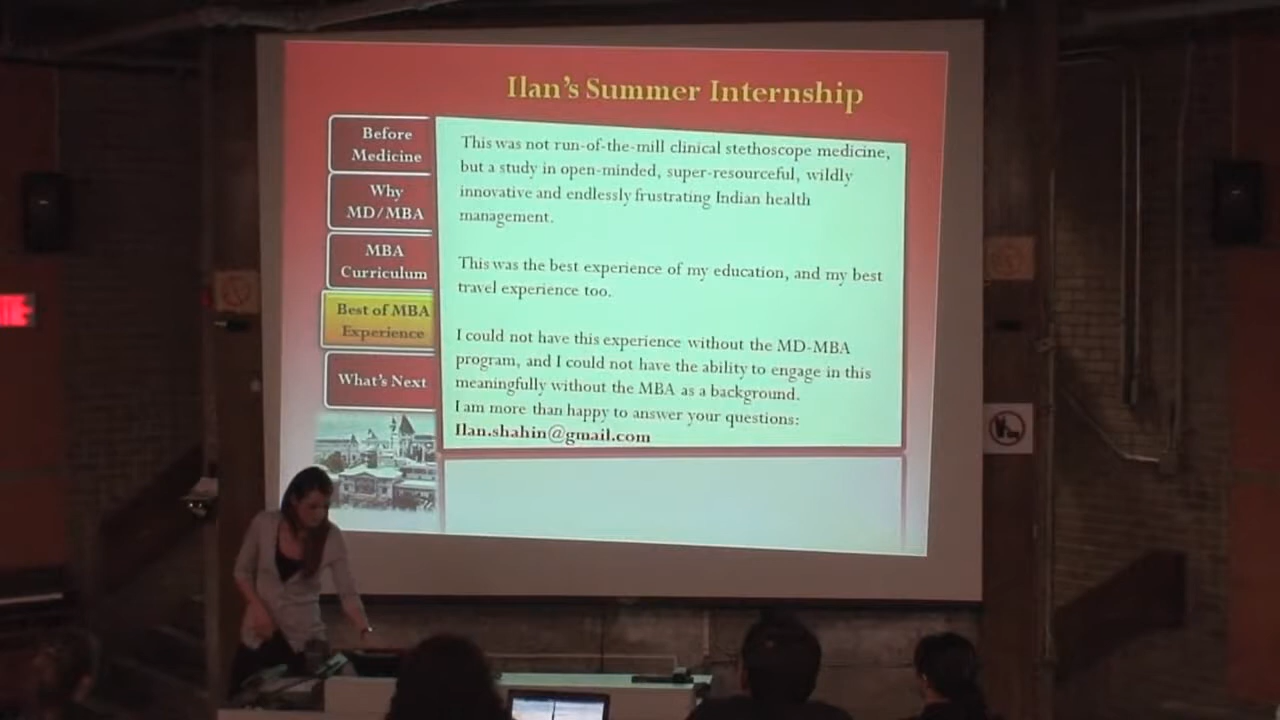 Ilan's Summer Internship
Before
Medicine
Why
MD/MBA
MBA
Curriculum
Best of MBA
Experience
What's Next
This was not run-of-the-mill clinical stethoscope medicine,
but a study in open-minded, super-resourceful, wildly
innovative and endlessly frustrating Indian health
management.
This was the best experience of my education, and my best
travel experience too.
I could not have this experience without the MD-MBA
program, and I could not have the ability to engage in this
meaningfully without the MBA as a background.
I am more than happy to answer your questions:
Ilan.shahin@gmail.com